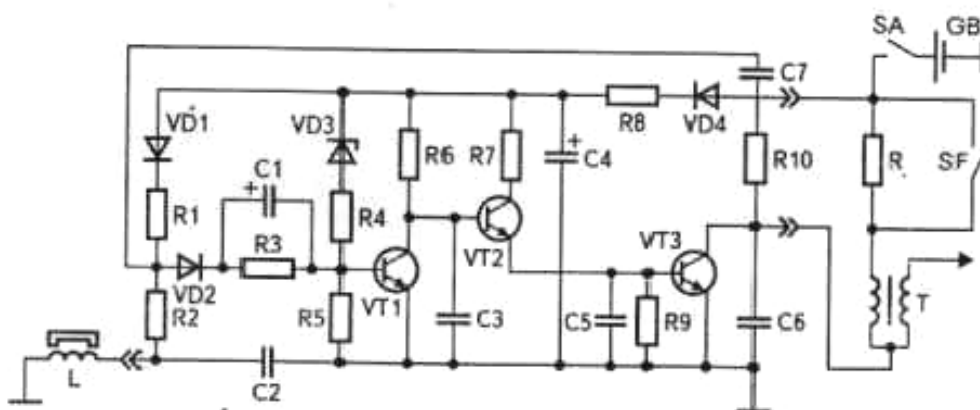 SA GB
C7
VD1 VD3 R8 VD4
C1 R6 R7 C4 R10 R SF
+ +
R1 R4
R3 VT2 VT3
VD2 VT1
R2 R5 C3 C5 R9 C6 T
L C2